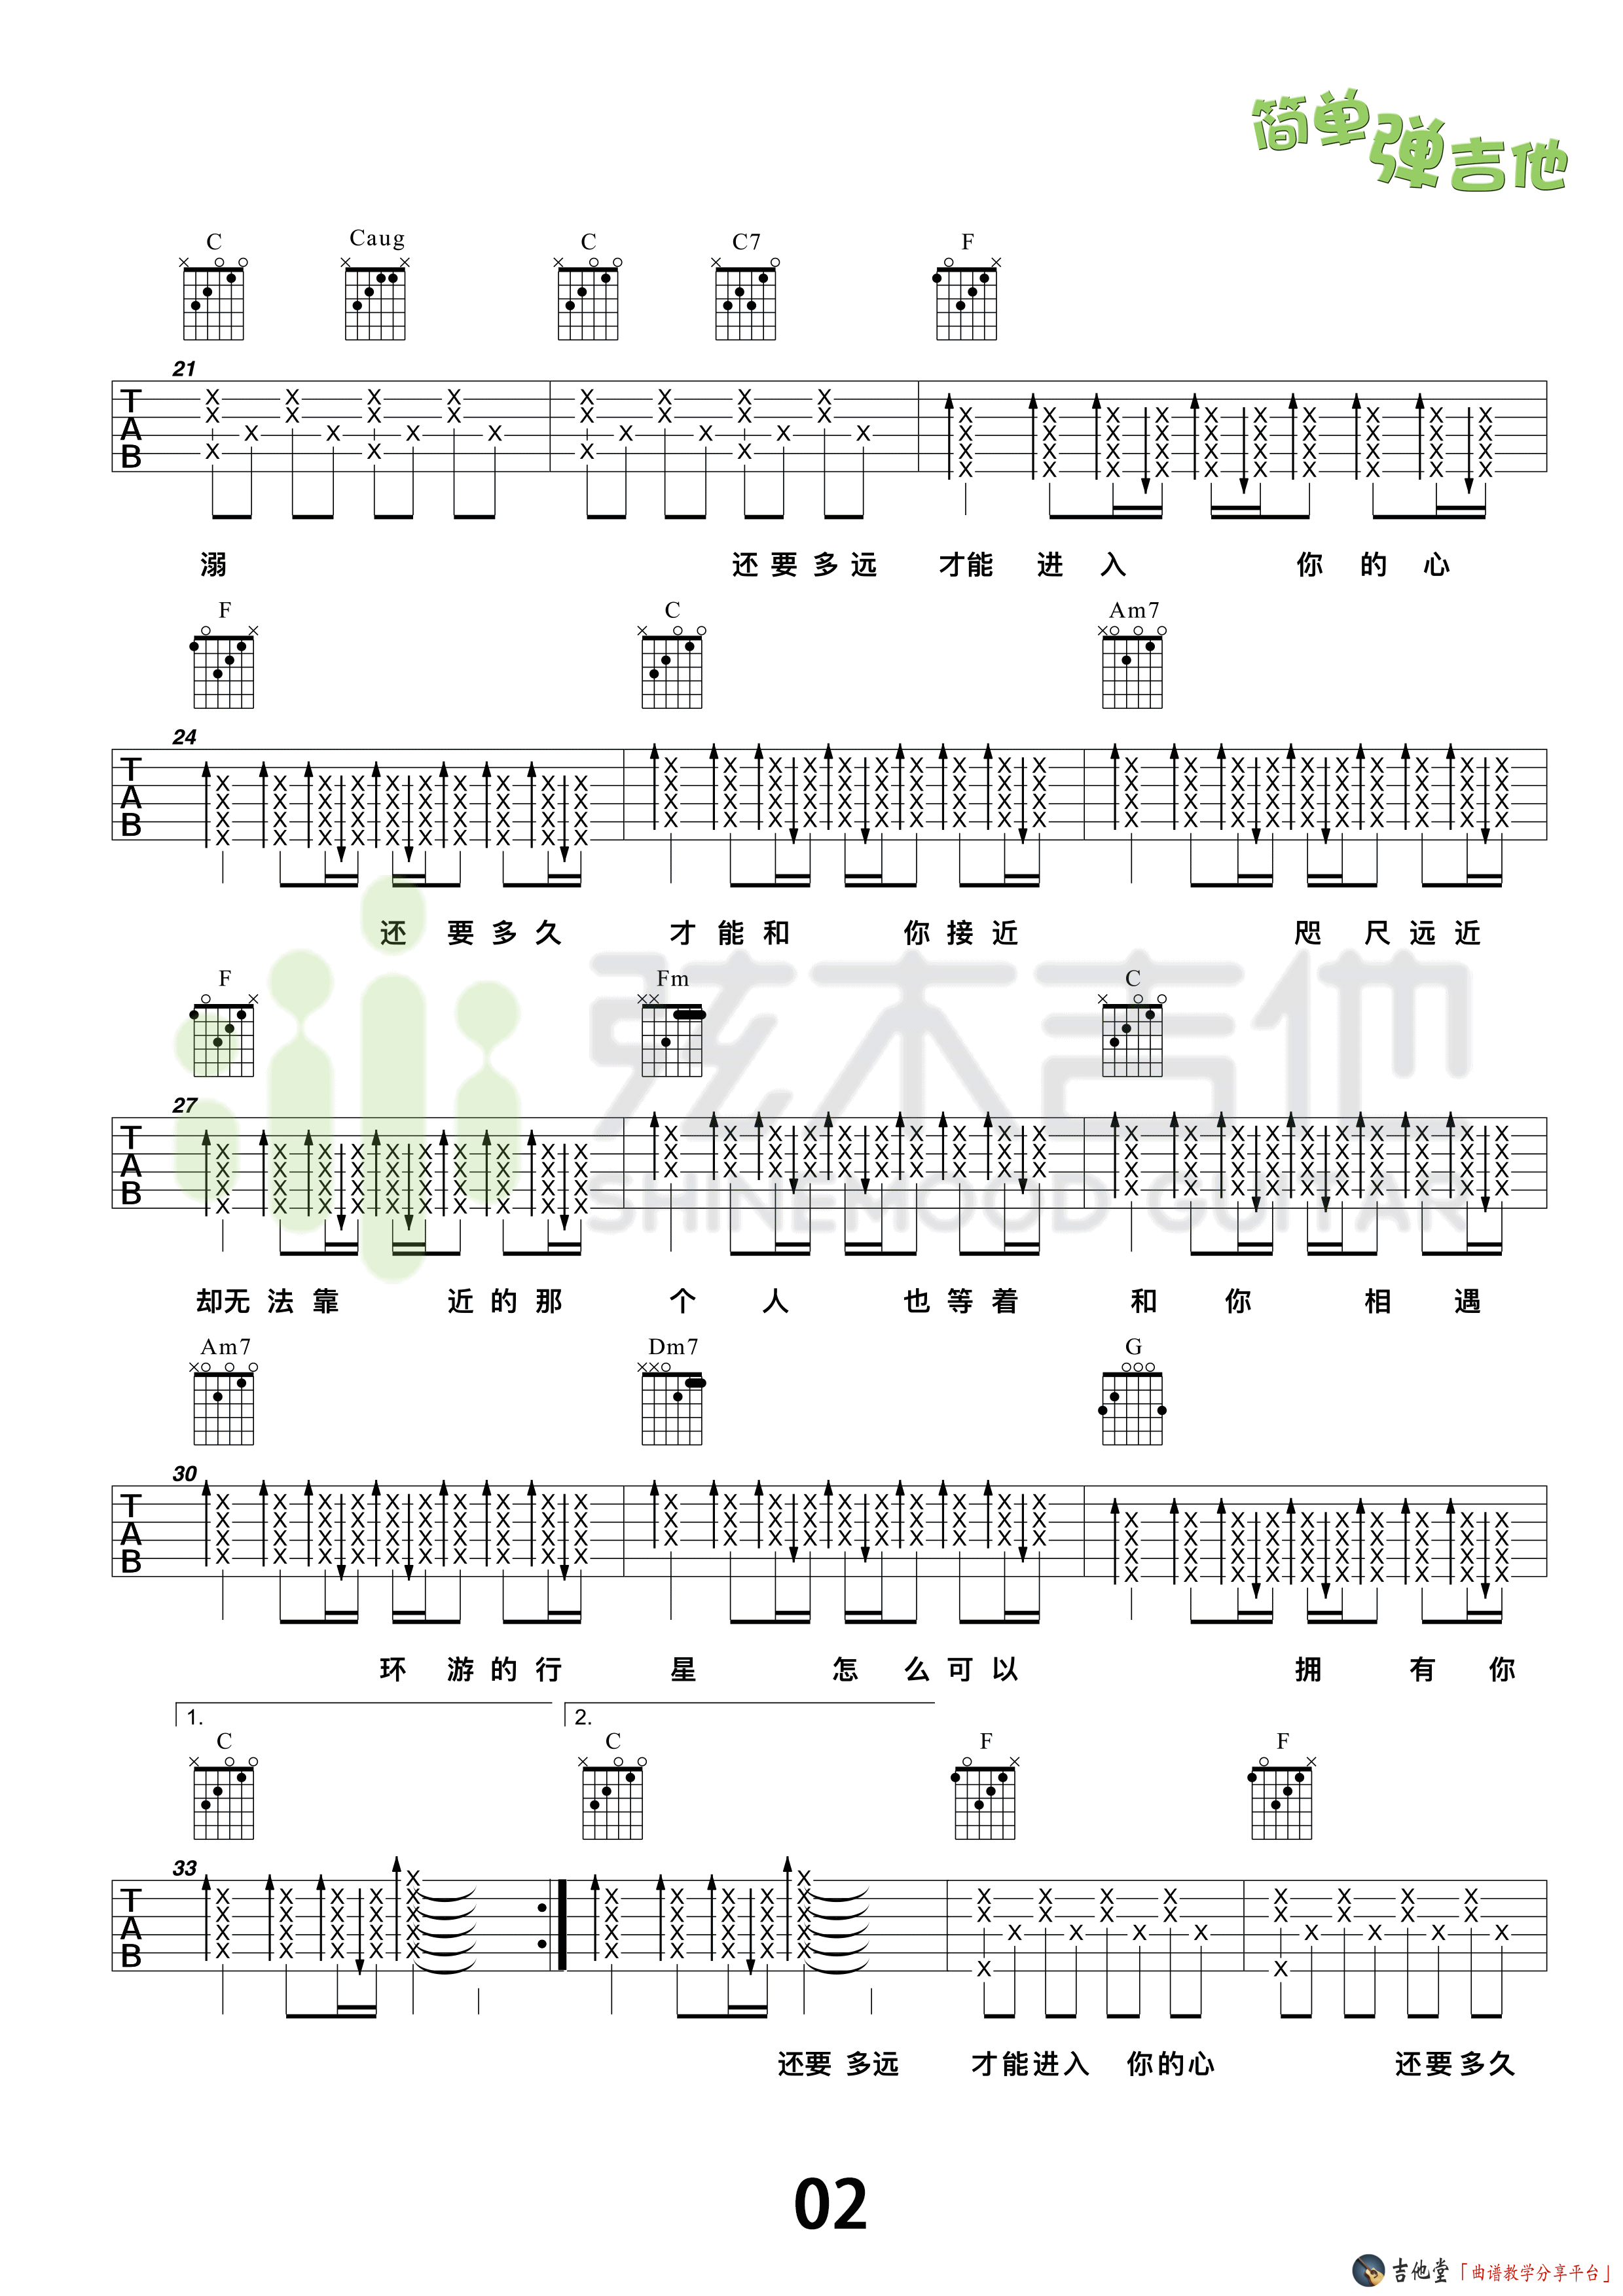 简单弹吉他
C Caug C C7 F
21
TAB
溺 还要多远 才能 进 入 你 的 心
F C Am7
24
TAB
还 要 多 久 才 能 和 你 接 近 咫 尺 远 近
F Fm C
27
TAB
却无 法 靠 近 的 那 个 人 也 等 着 和 你 相 遇
Am7 Dm7 G
30
TAB
环 游 的 行 星 怎 么 可 以 拥 有 你
1. 2.
C C F F
33
TAB
还要 多远 才能进入 你的心 还要多久
弦木吉他
SHINEMOOD GUITAR
02
吉他堂「曲谱教学分享平台」